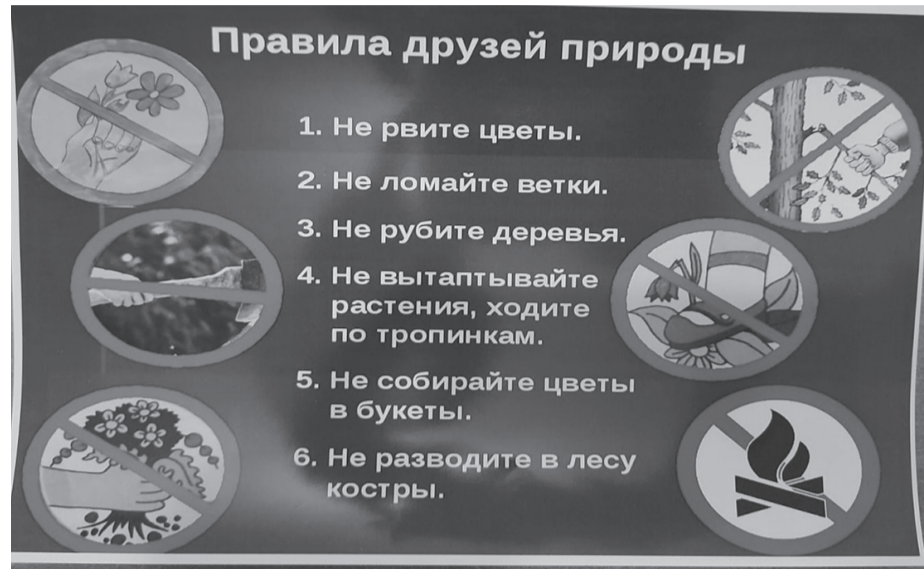 Правила друзей природы
1. Не рвите цветы.
2. Не ломайте ветки.
3. Не рубите деревья.
4. Не вытаптывайте
растения, ходите
по тропинкам.
5. Не собирайте цветы
в букеты.
6. Не разводите в лесу
костры.